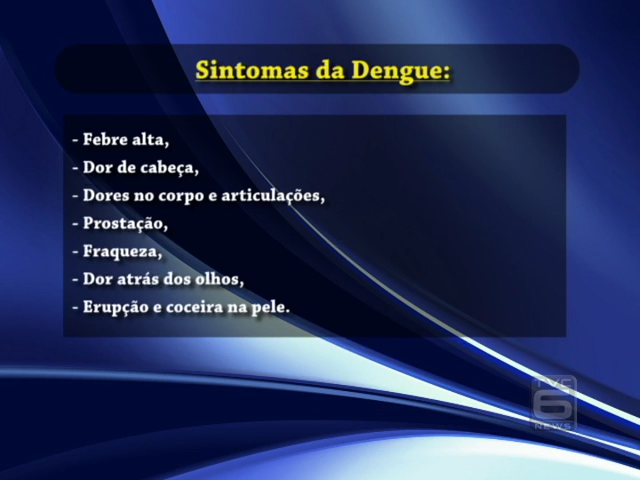 Sintomas da Dengue:
- Febre alta,
- Dor de cabeça,
- Dores no corpo e articulações,
- Prostação,
- Fraqueza,
- Dor atrás dos olhos,
- Erupção e coceira na pele.
TVC
6
NEWS